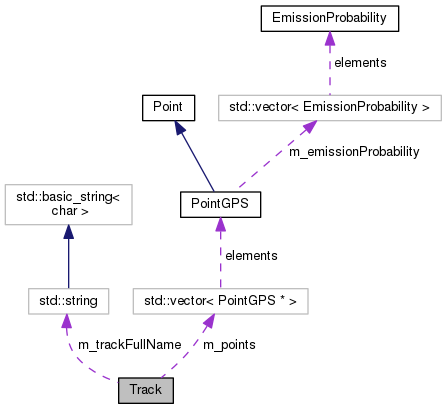 EmissionProbability
elements
Point
std::vector< EmissionProbability >
m_emissionProbability
std::basic_string<
char >
PointGPS
elements
std::string
std::vector< PointGPS * >
m_trackFullName
m_points
Track